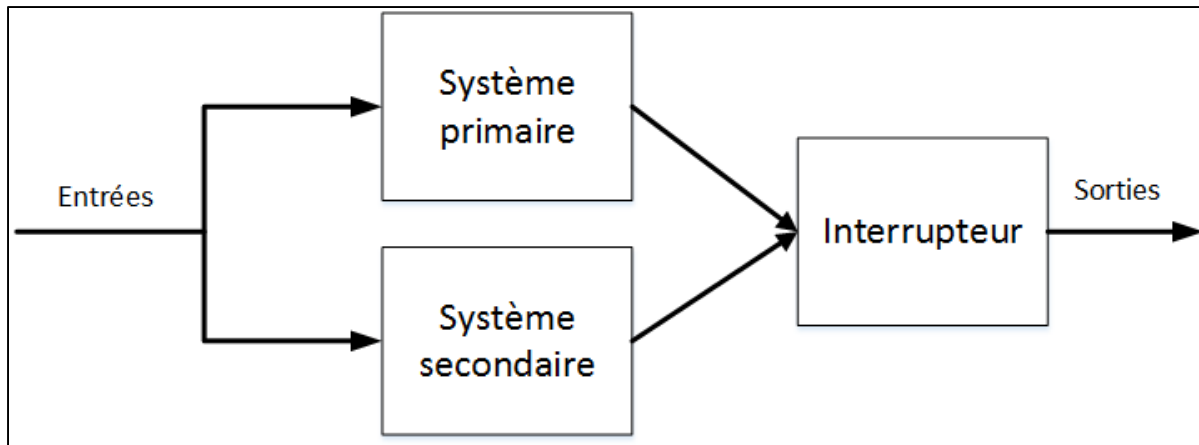 Entrées
Système
primaire
Système
secondaire
Interrupteur
Sorties